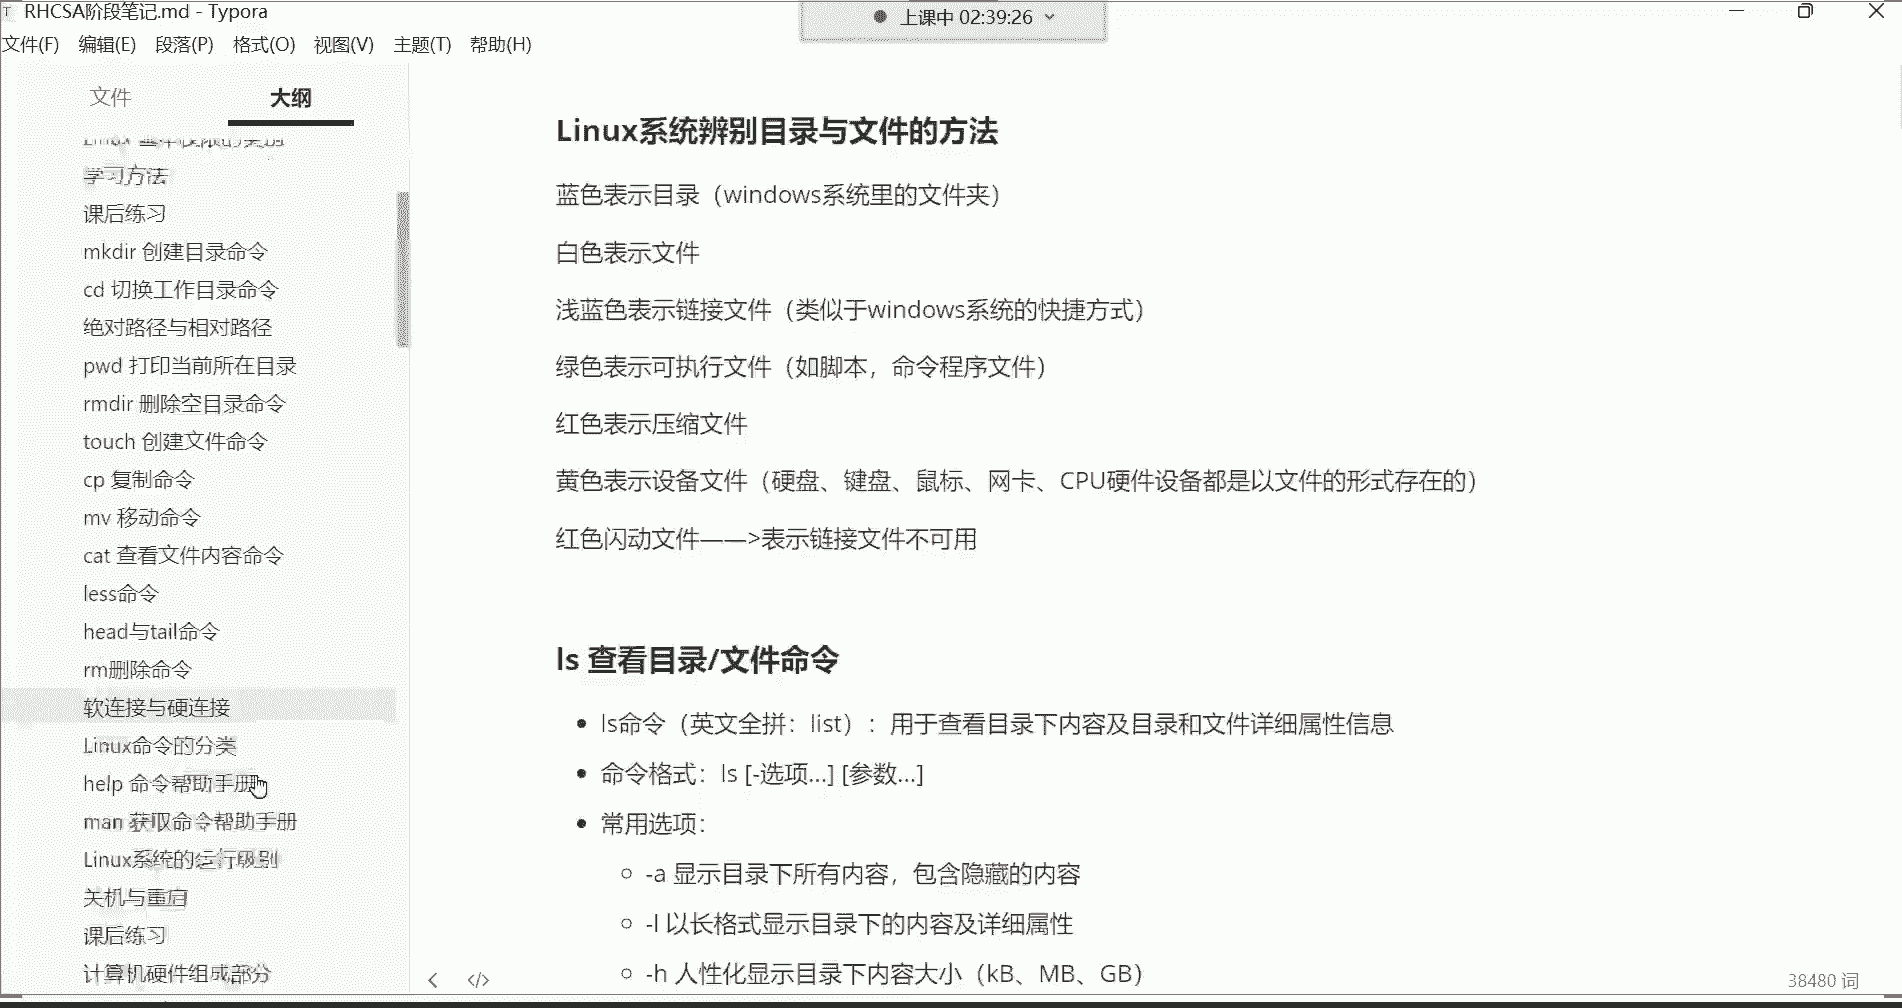 RHCSA阶段笔记.md - Typora
上课中 02:39:26
文件(F) 编辑(E) 段落(P) 格式(O) 视图(V) 主题(T) 帮助(H)
文件 大纲
学习方法
课后练习
mkdir 创建目录命令
cd 切换工作目录命令
绝对路径与相对路径
pwd 打印当前所在目录
rmdir 删除空目录命令
touch 创建文件命令
cp 复制命令
mv 移动命令
cat 查看文件内容命令
less命令
head与tail命令
rm删除命令
软连接与硬连接
Linux命令的分类
help 命令帮助手册
man 获取命令帮助手册
Linux系统的运行级别
关机与重启
课后练习
计算机硬件组成部分
Linux系统辨别目录与文件的方法
蓝色表示目录（windows系统里的文件夹）
白色表示文件
浅蓝色表示链接文件（类似于windows系统的快捷方式）
绿色表示可执行文件（如脚本，命令程序文件）
红色表示压缩文件
黄色表示设备文件（硬盘、键盘、鼠标、网卡、CPU硬件设备都是以文件的形式存在的）
红色闪动文件——>表示链接文件不可用
ls 查看目录/文件命令
ls命令（英文全拼：list）：用于查看目录下内容及目录和文件详细属性信息
命令格式：ls [-选项...] [参数...]
常用选项：
-a 显示目录下所有内容，包含隐藏的内容
-l 以长格式显示目录下的内容及详细属性
-h 人性化显示目录下内容大小（kB、MB、GB）
38480 词